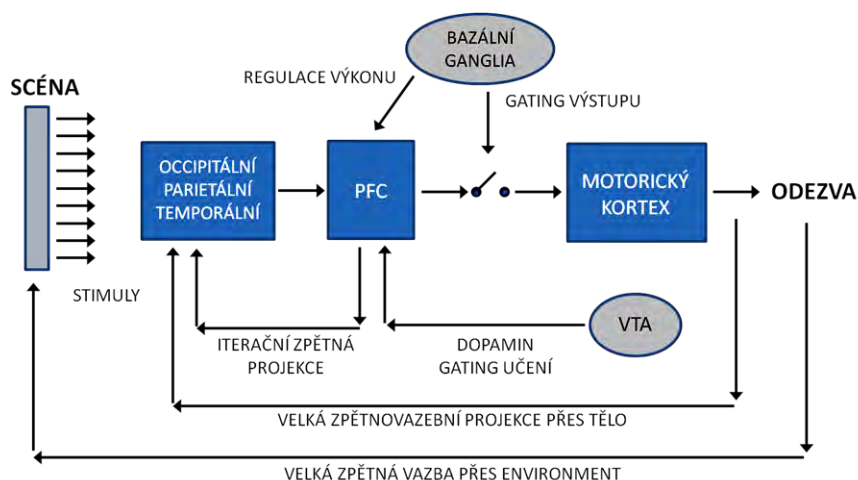 BAZÁLNÍ
GANGLIA
REGULACE VÝKONU
SCÉNA
GATING VÝSTUPU
OCCIPITÁLNÍ
PARIETÁLNÍ
TEMPORÁLNÍ
PFC
MOTORICKÝ
KORTEX
ODEZVA
STIMULY
VTA
ITERAČNÍ ZPĚTNÁ
PROJEKCE
DOPAMIN
GATING UČENÍ
VELKÁ ZPĚTNOVAZEBNÍ PROJEKCE PŘES TĚLO
VELKÁ ZPĚTNÁ VAZBA PŘES ENVIRONMENT